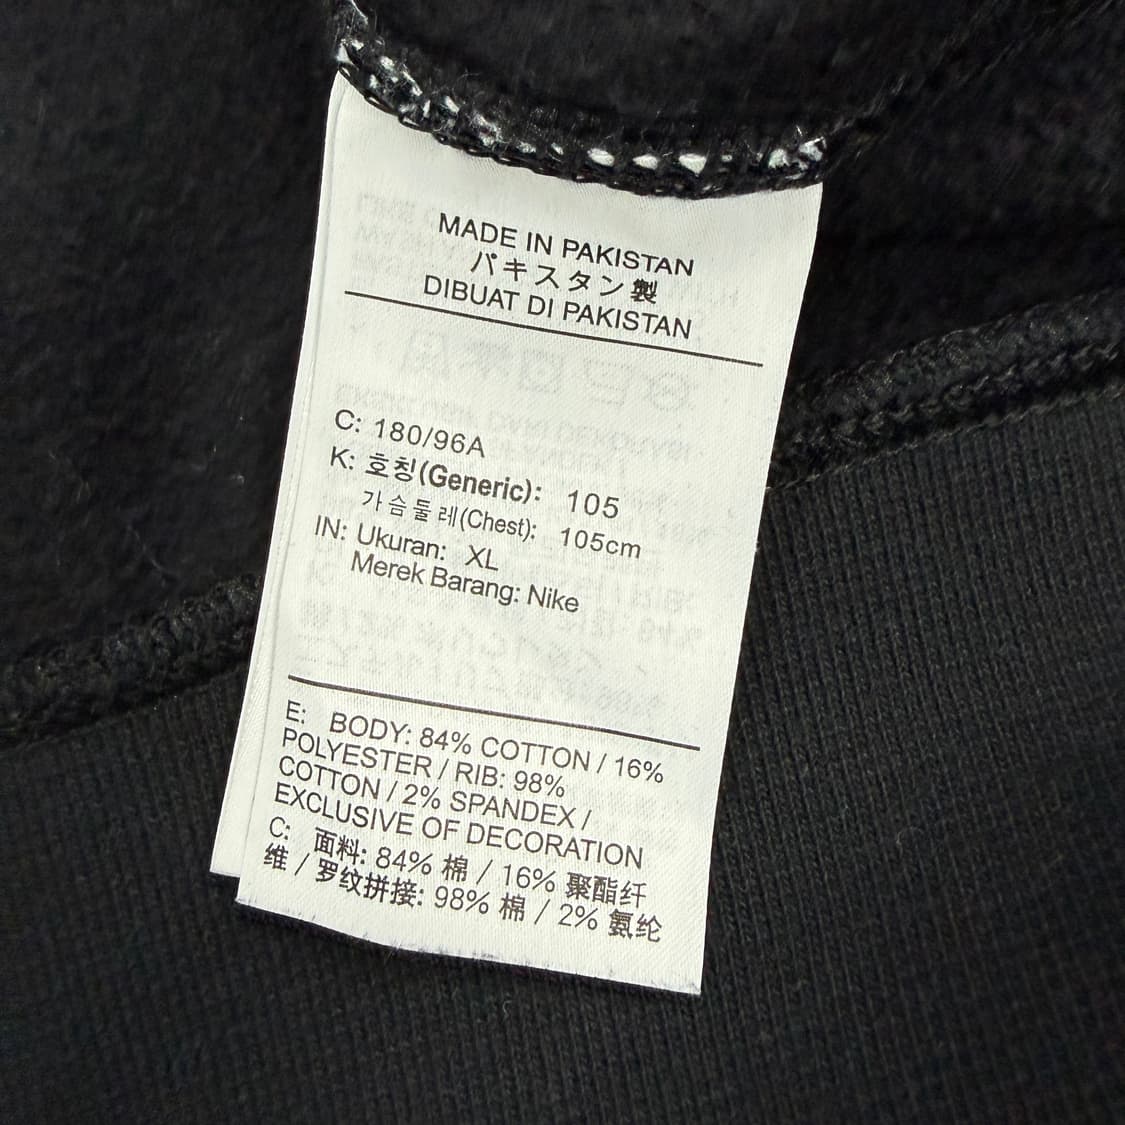 MADE IN PAKISTAN
パキスタン製
DIBUAT DI PAKISTAN
C: 180/96A
K: 호칭(Generic): 105
가슴둘레(Chest): 105cm
IN: Ukuran: XL
Merek Barang: Nike
E: BODY: 84% COTTON / 16%
POLYESTER / RIB: 98%
COTTON / 2% SPANDEX /
EXCLUSIVE OF DECORATION
C: 面料: 84% 棉 / 16% 聚酯纤
维 / 罗纹拼接: 98% 棉 / 2% 氨纶